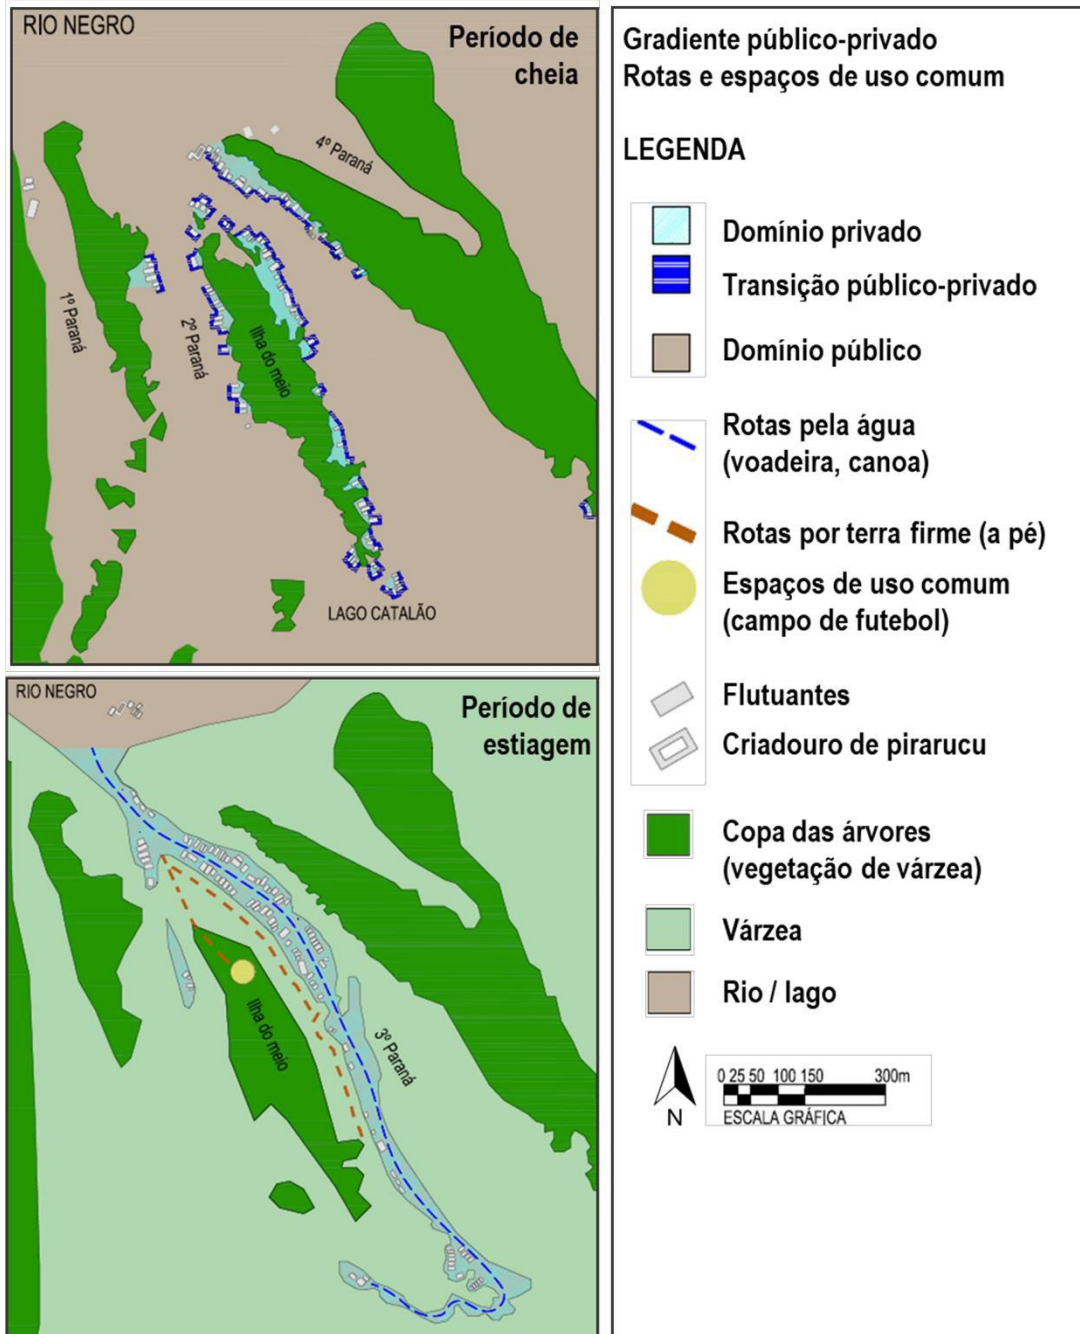 RIO NEGRO
Período de
cheia
4º Paraná
1º Paraná
2º Paraná
Ilha do meio
LAGO CATALÃO
RIO NEGRO
Período de
estiagem
Ilha do meio
3º Paraná
Gradiente público-privado
Rotas e espaços de uso comum
LEGENDA
Domínio privado
Transição público-privado
Domínio público
Rotas pela água
(voadeira, canoa)
Rotas por terra firme (a pé)
Espaços de uso comum
(campo de futebol)
Flutuantes
Criadouro de pirarucu
Copa das árvores
(vegetação de várzea)
Várzea
Rio / lago
N
0 25 50 100 150 300m
ESCALA GRÁFICA